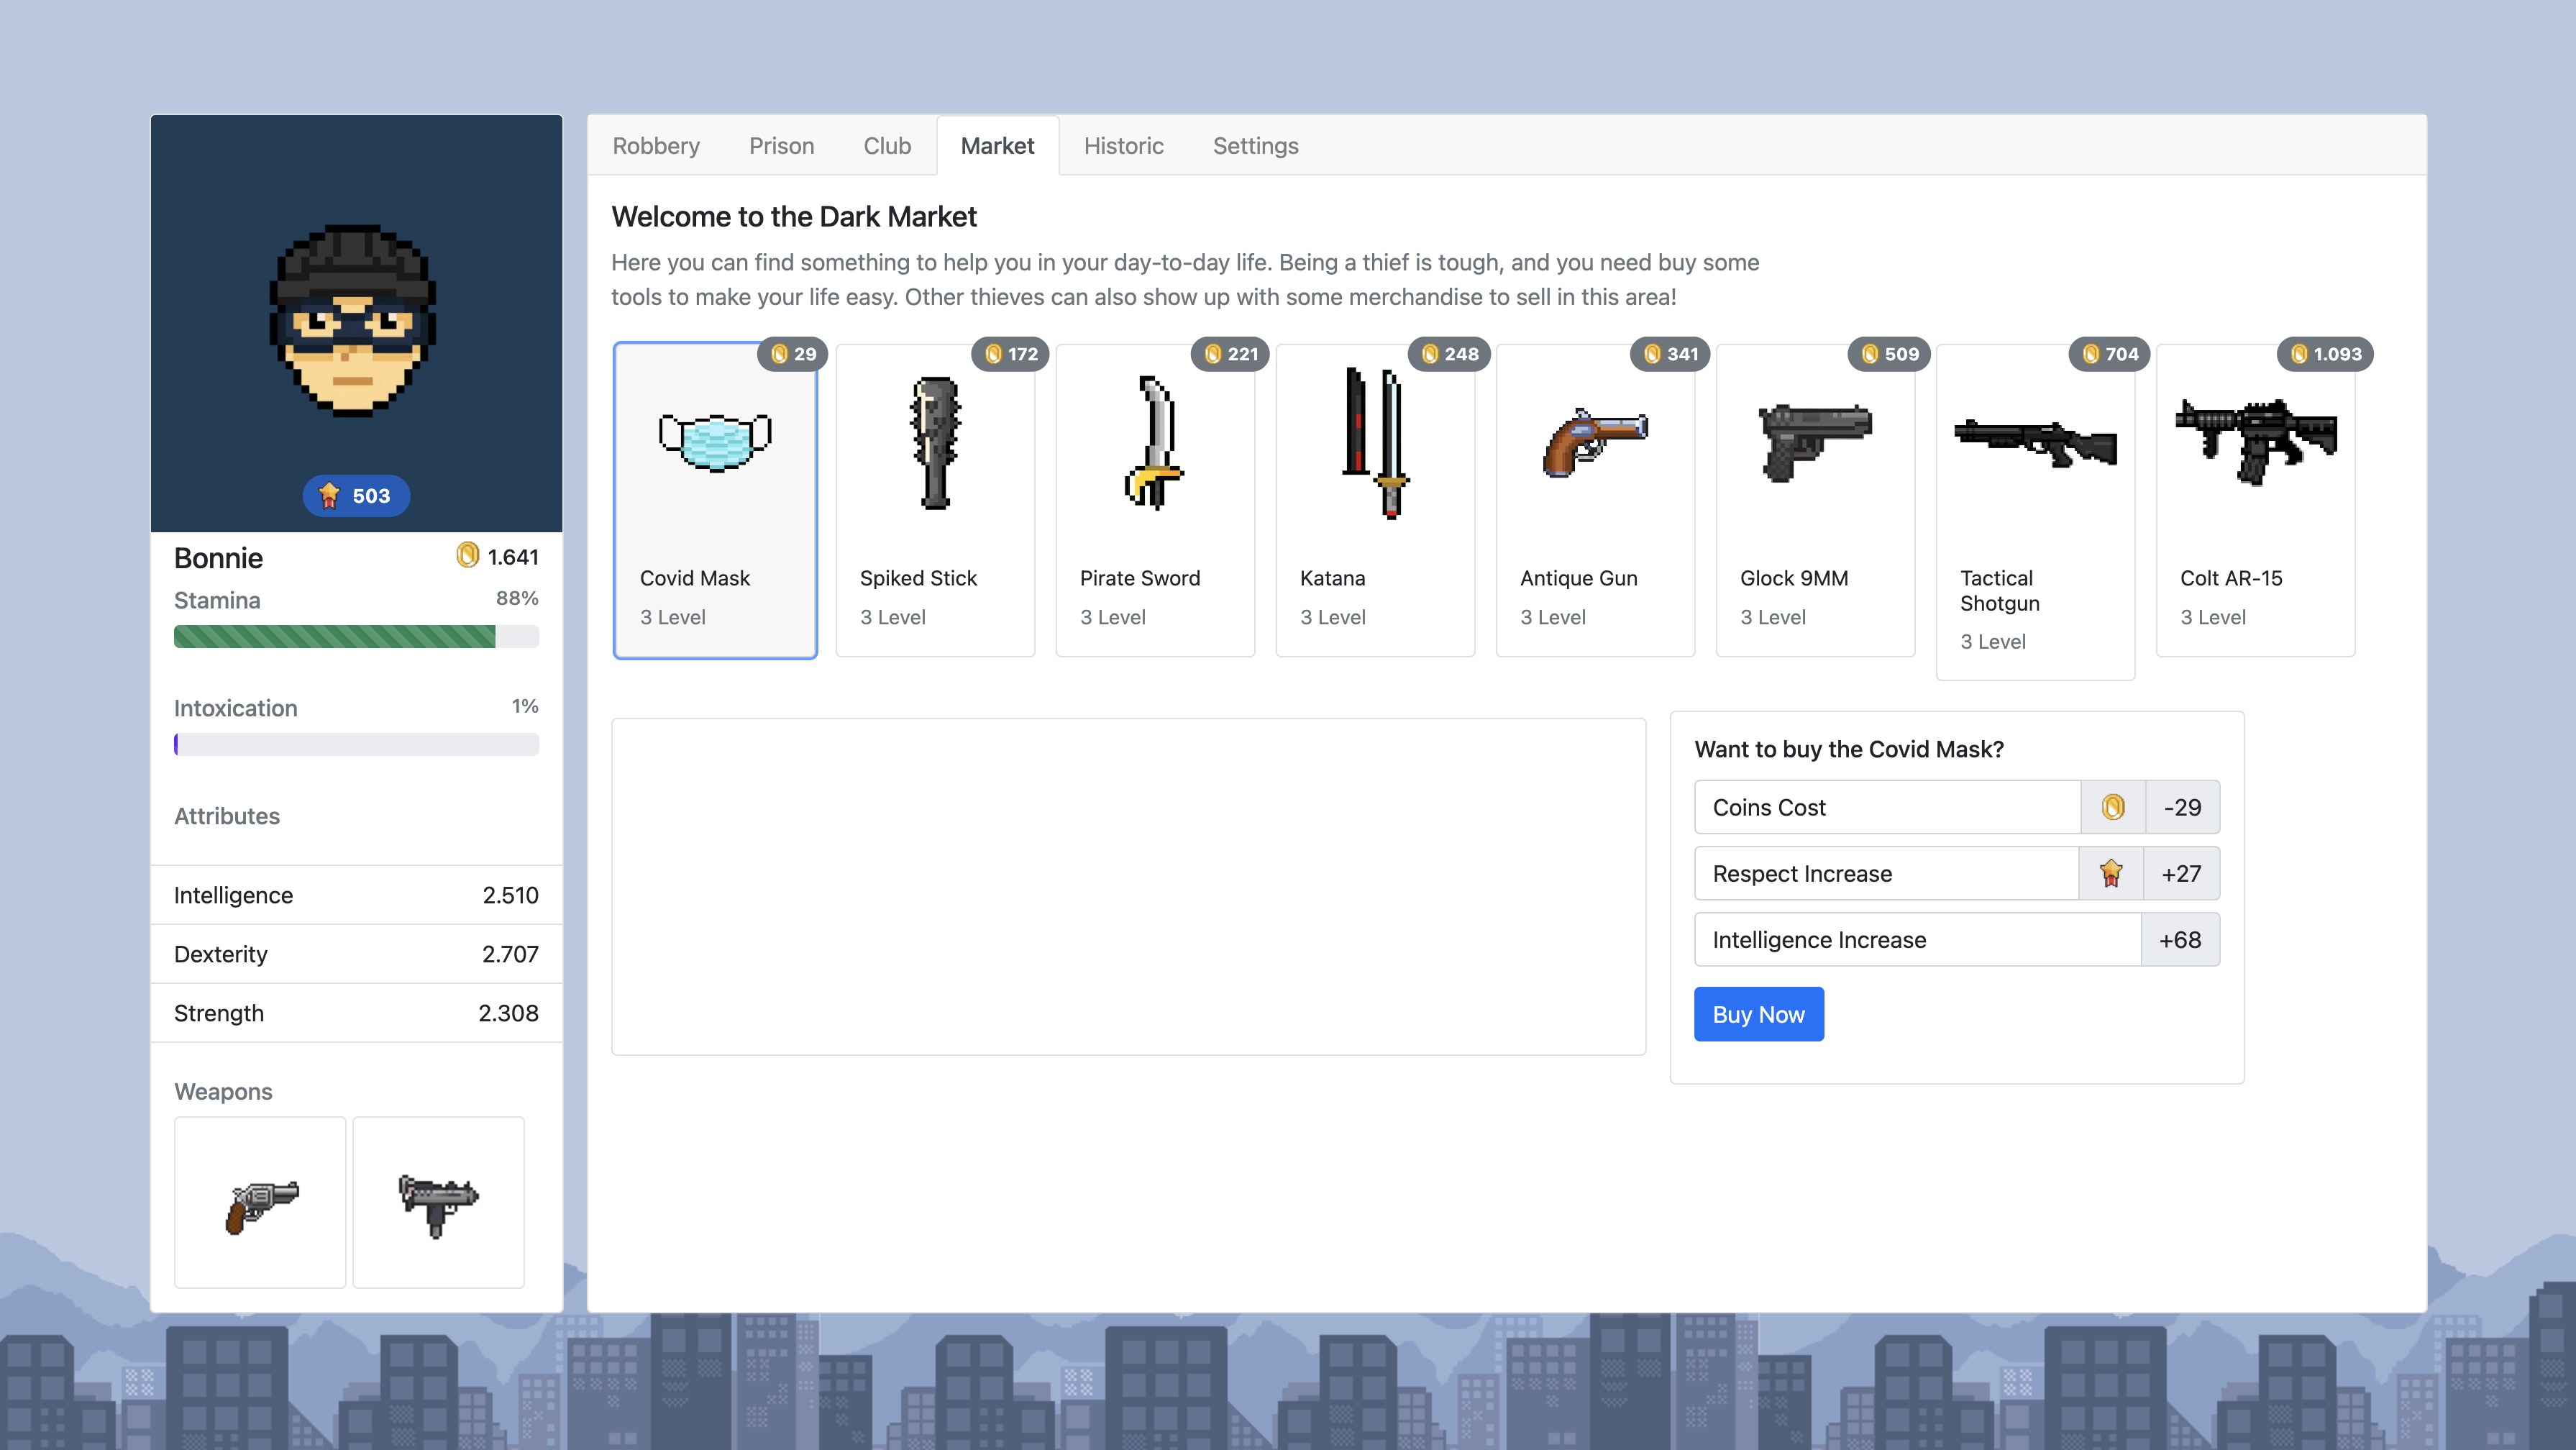 Robbery Prison Club Market Historic Settings
503
Bonnie 1.641
Stamina 88%
Intoxication 1%
Attributes
Intelligence 2.510
Dexterity 2.707
Strength 2.308
Weapons
Welcome to the Dark Market
Here you can find something to help you in your day-to-day life. Being a thief is tough, and you need buy some
tools to make your life easy. Other thieves can also show up with some merchandise to sell in this area!
29
Covid Mask
3 Level
172
Spiked Stick
3 Level
221
Pirate Sword
3 Level
248
Katana
3 Level
341
Antique Gun
3 Level
509
Glock 9MM
3 Level
704
Tactical
Shotgun
3 Level
1.093
Colt AR-15
3 Level
Want to buy the Covid Mask?
Coins Cost -29
Respect Increase +27
Intelligence Increase +68
Buy Now